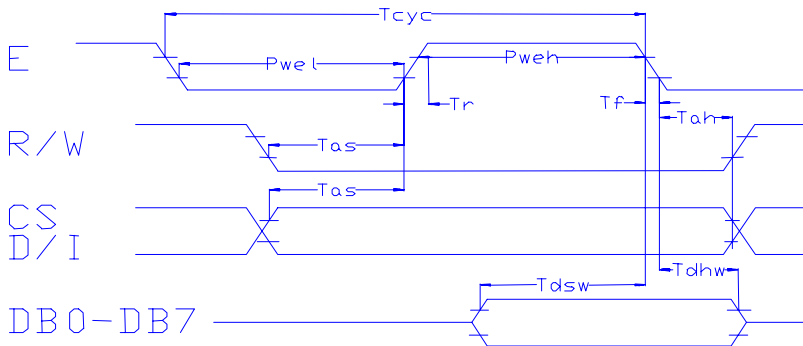 Tcyc
E
Pwel
Pweh
Tr
Tf
Tah
R/W
Tas
Tas
CS
D/I
Tdhw
Tdsw
DB0-DB7